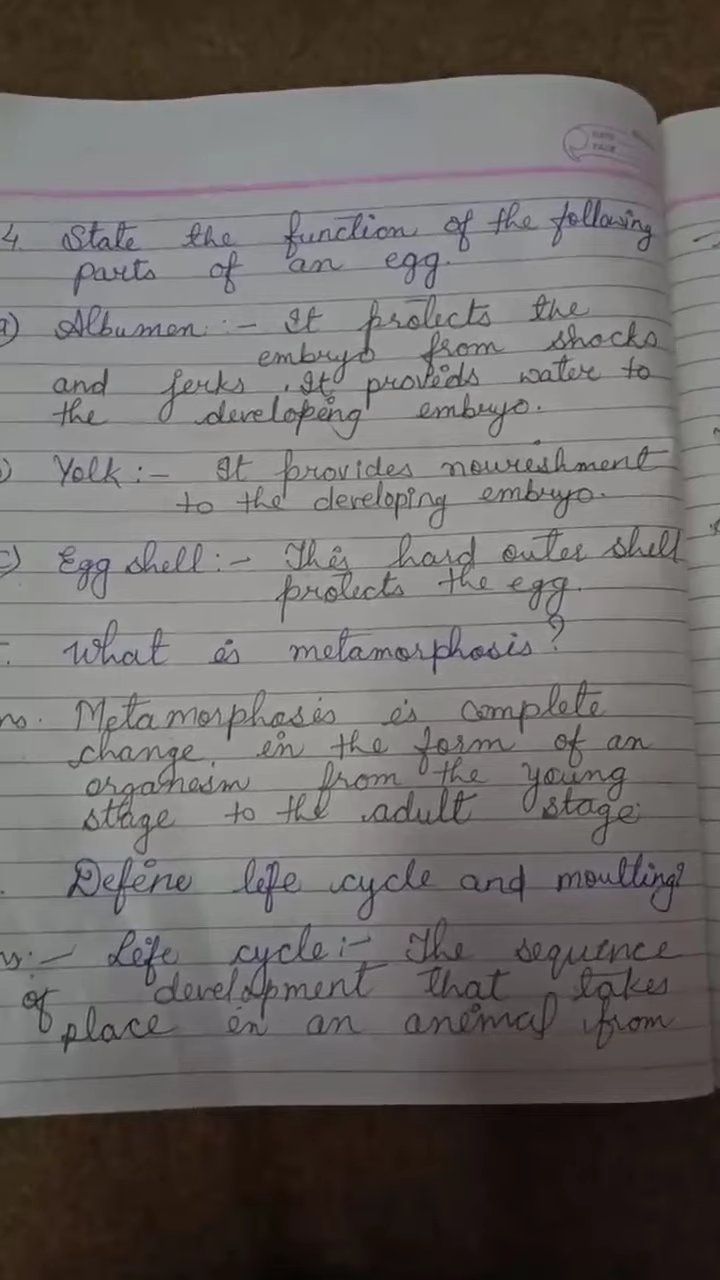 4. State the function of the following
parts of an egg.
a) Albumen :- It protects the
embryo from shocks
and jerks. It provids water to
the developing embryo.
Yolk :- It provides nourishment
to the developing embryo.
c) Egg shell :- This hard outer shell
protects the egg.
What is metamorphosis?
ns. Metamorphosis is complete
change in the form of an
organism from the young
stage to the adult stage.
Define life cycle and moulting?
ns :- Life cycle :- The sequence
of development that takes
place in an animal from